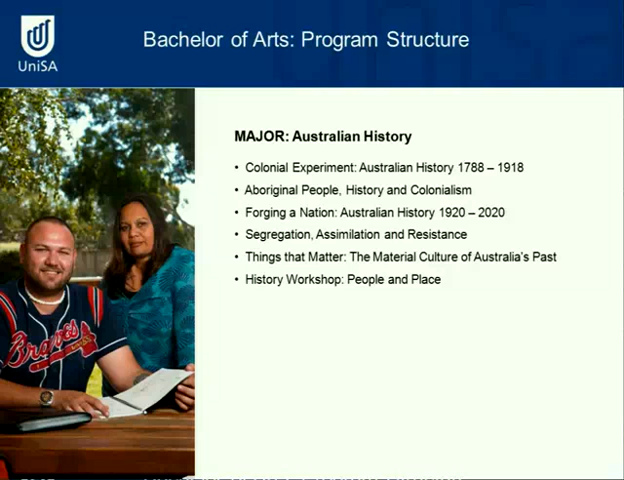 UniSA
Bachelor of Arts: Program Structure
MAJOR: Australian History
• Colonial Experiment: Australian History 1788 – 1918
• Aboriginal People, History and Colonialism
• Forging a Nation: Australian History 1920 – 2020
• Segregation, Assimilation and Resistance
• Things that Matter: The Material Culture of Australia's Past
• History Workshop: People and Place
Braves